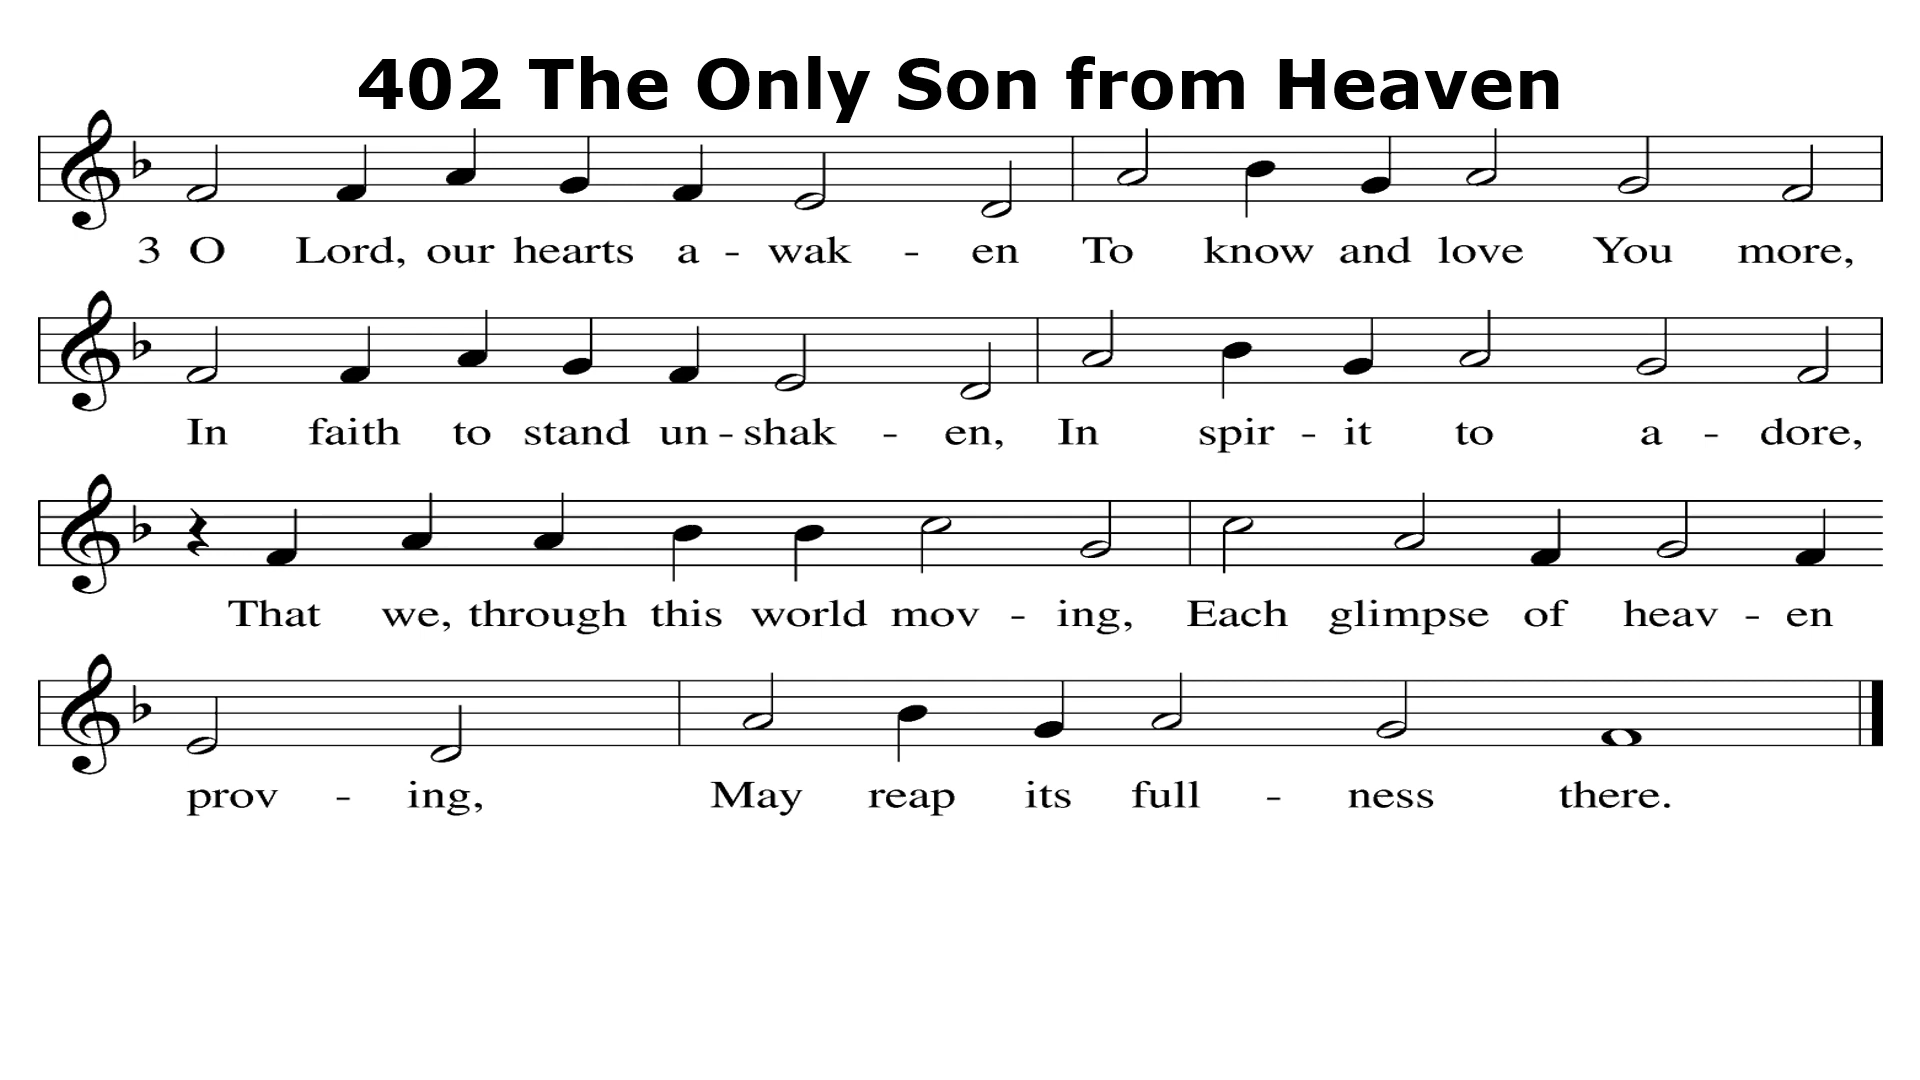 402 The Only Son from Heaven
3 O Lord, our hearts a - wak - en To know and love You more,
In faith to stand un - shak - en, In spir - it to a - dore,
That we, through this world mov - ing, Each glimpse of heav - en
prov - ing, May reap its full - ness there.